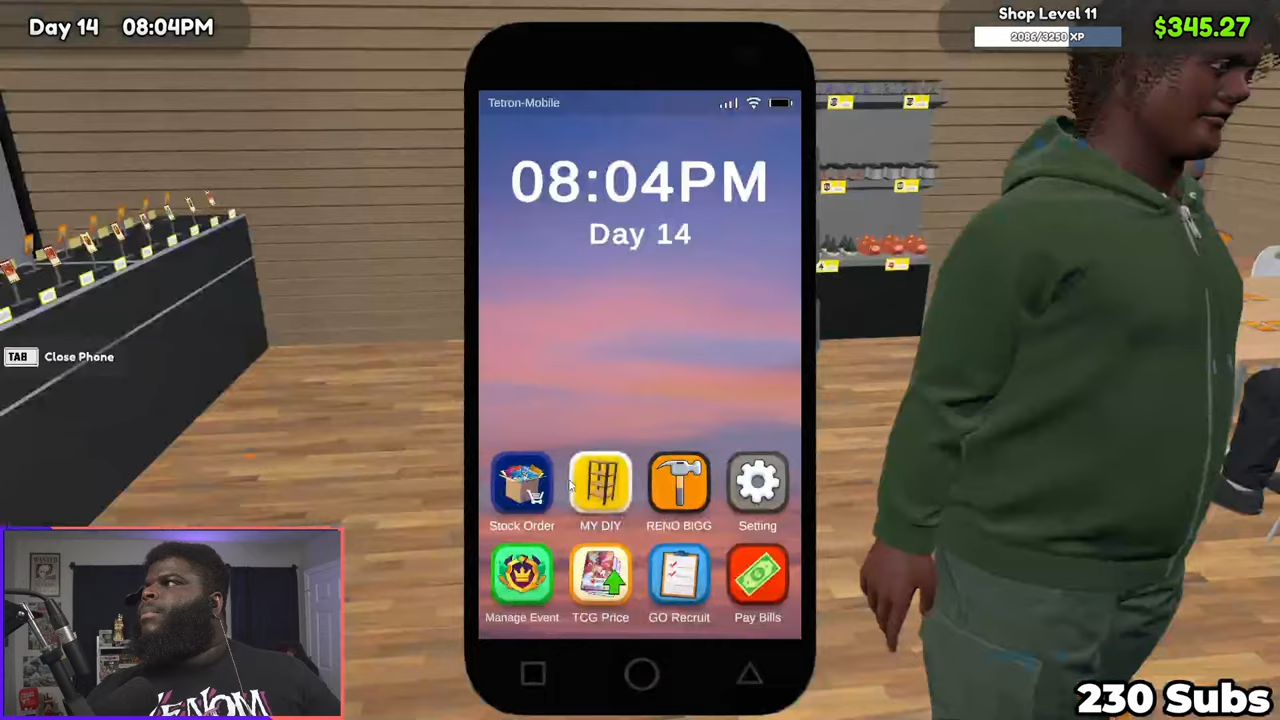 Day 14 08:04PM
Shop Level 11
2086/3250 XP
$345.27
Tetron-Mobile
08:04PM
Day 14
TAB Close Phone
Stock Order MY DIY RENO BIGG Setting
Manage Event TCG Price GO Recruit Pay Bills
WANTED
VENOM
230 Subs